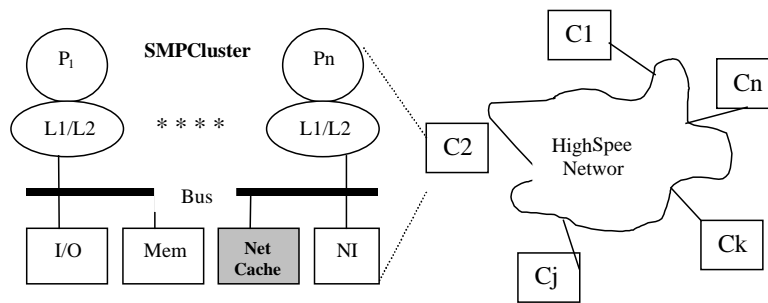 P1
SMPCluster
Pn
C1
Cn
L1/L2
* * * *
L1/L2
C2
HighSpee
Networ
Bus
I/O
Mem
Net
Cache
NI
Cj
Ck